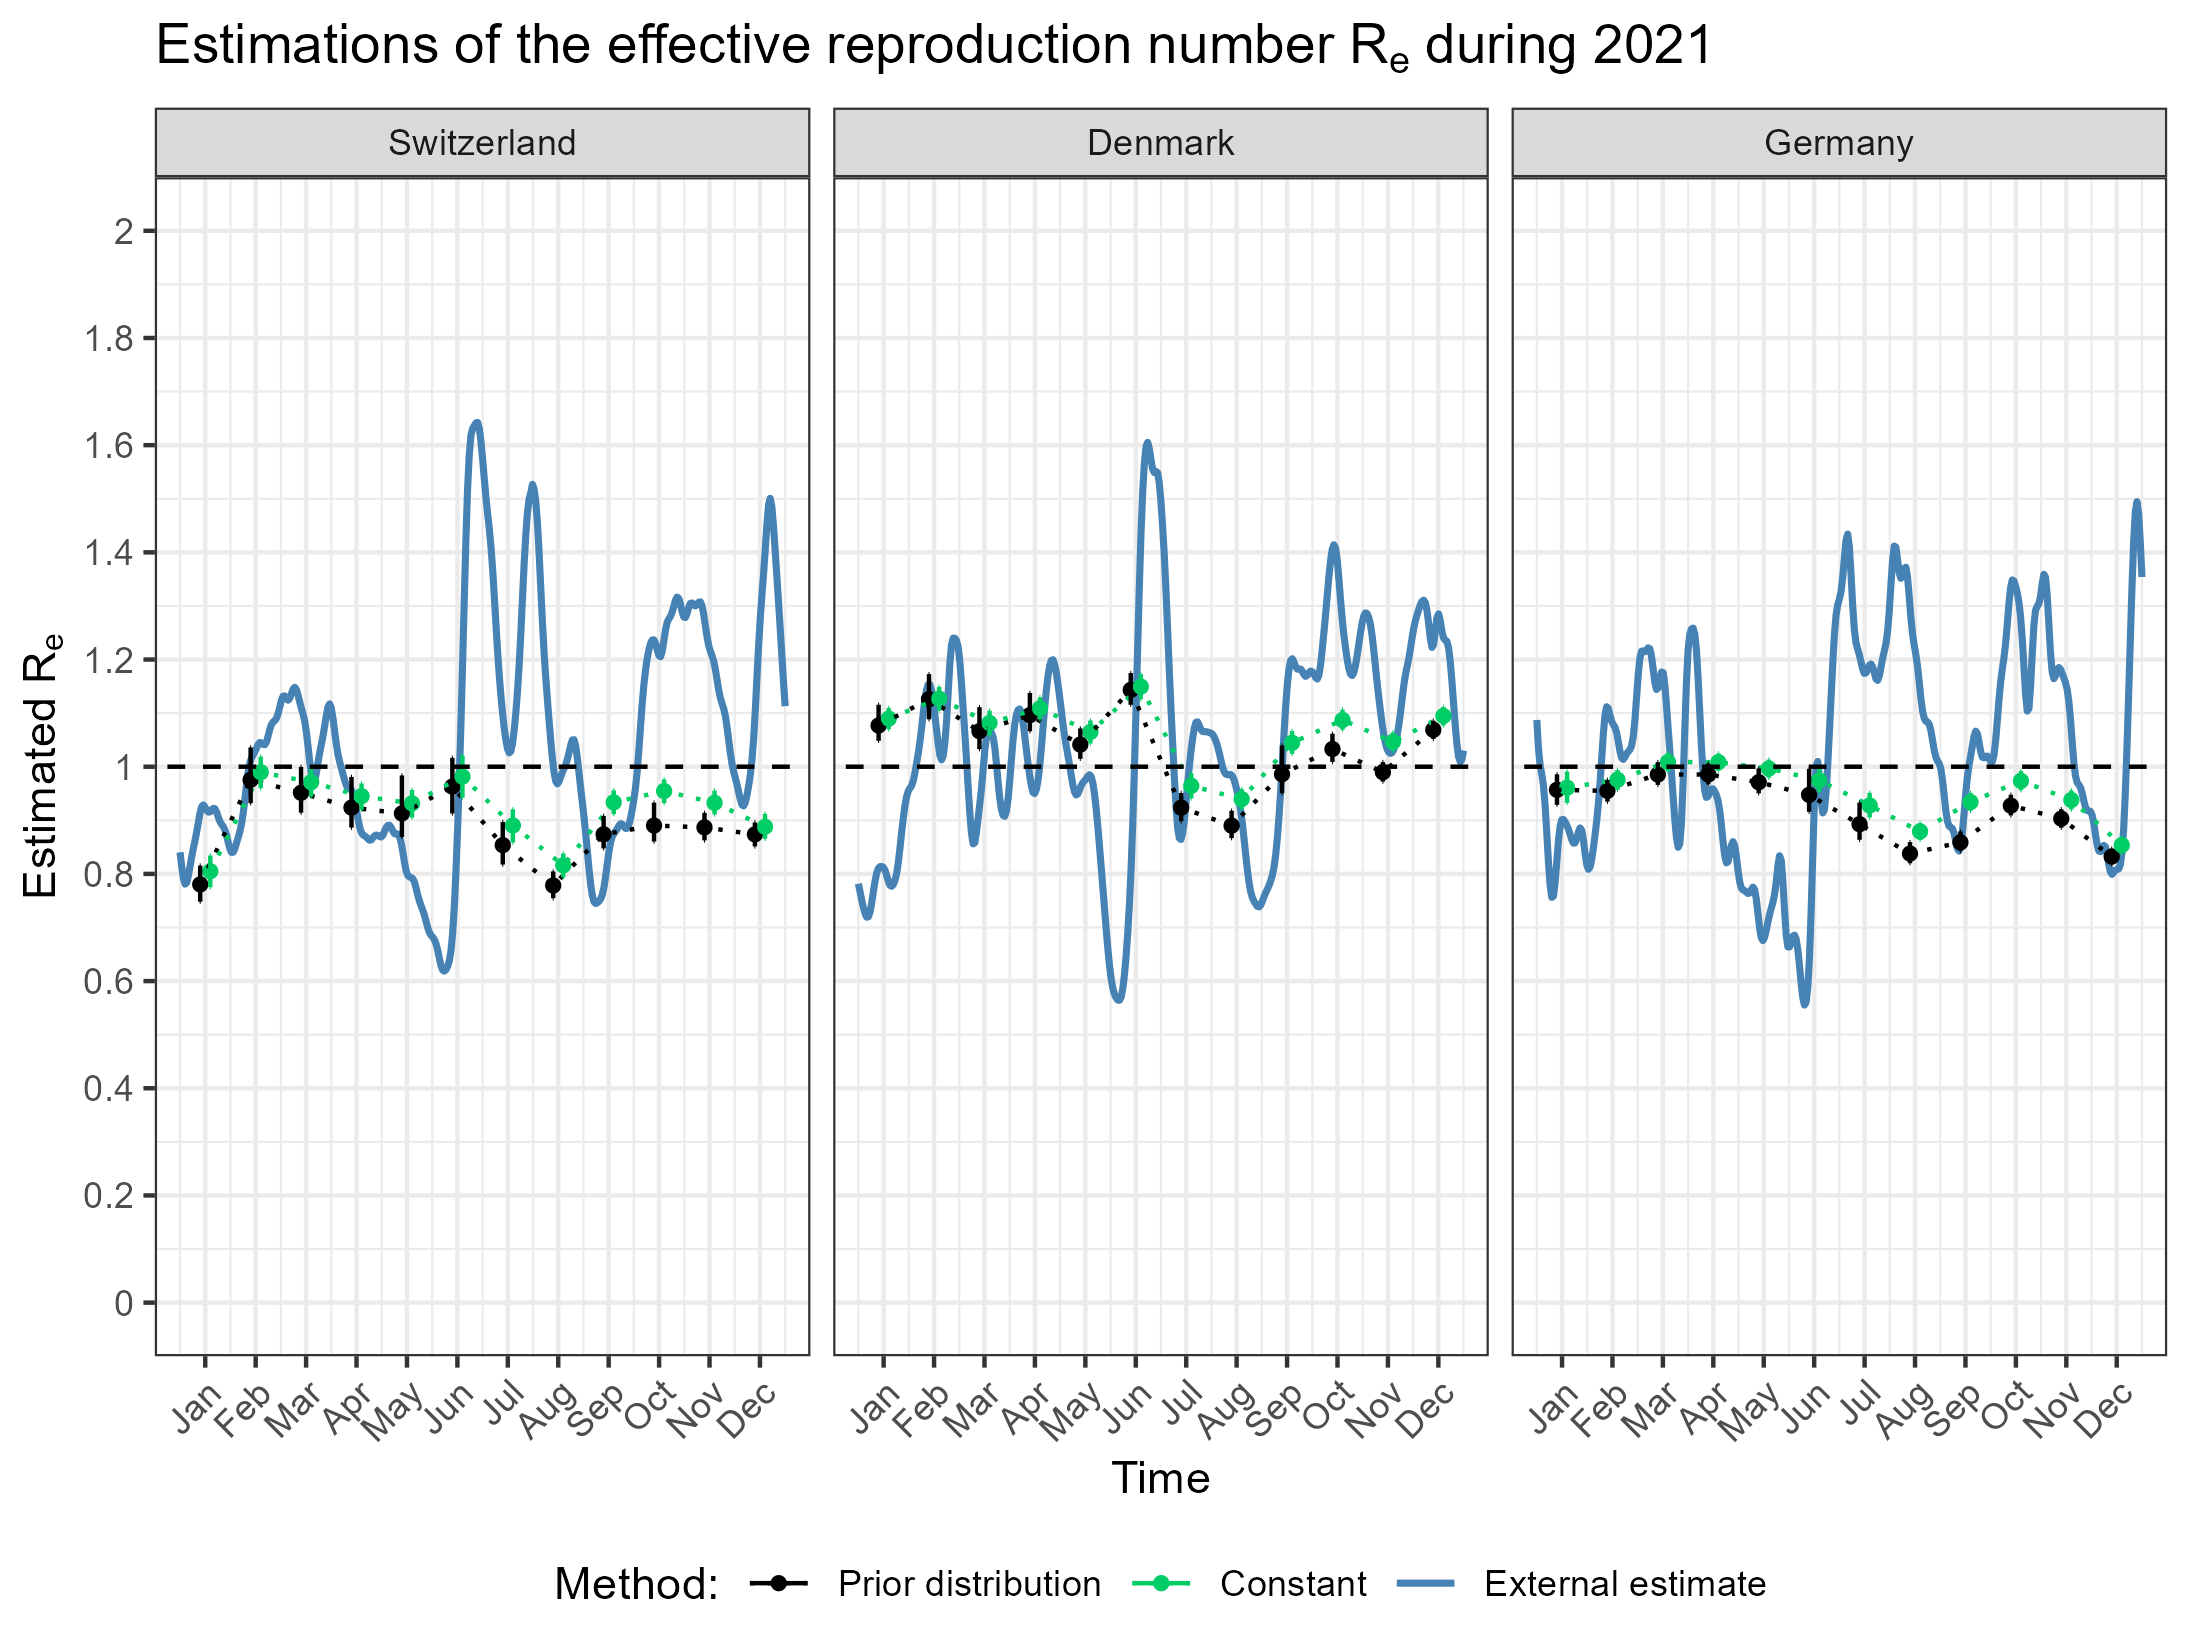 Estimations of the effective reproduction number Re during 2021
Switzerland Denmark Germany
Estimated Re
2
1.8
1.6
1.4
1.2
1
0.8
0.6
0.4
0.2
0
Jan Feb Mar Apr May Jun Jul Aug Sep Oct Nov Dec Jan Feb Mar Apr May Jun Jul Aug Sep Oct Nov Dec Jan Feb Mar Apr May Jun Jul Aug Sep Oct Nov Dec
Time
Method: Prior distribution Constant External estimate